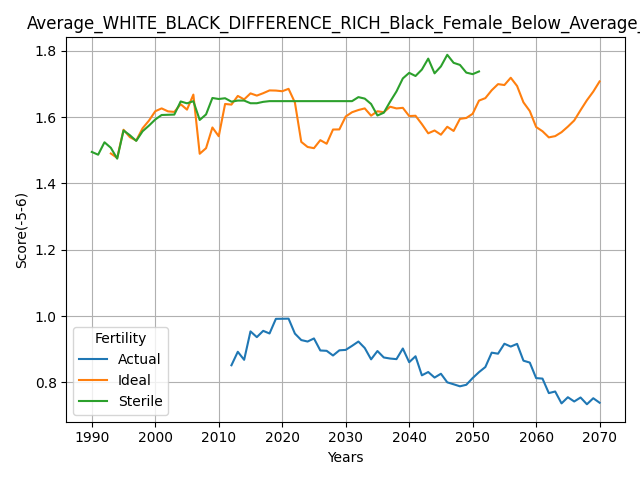 Average_WHITE_BLACK_DIFFERENCE_RICH_Black_Female_Below_Average_
Score(-5-6)
1.8
1.6
1.4
1.2
1.0
0.8
Fertility
Actual
Ideal
Sterile
1990 2000 2010 2020 2030 2040 2050 2060 2070
Years